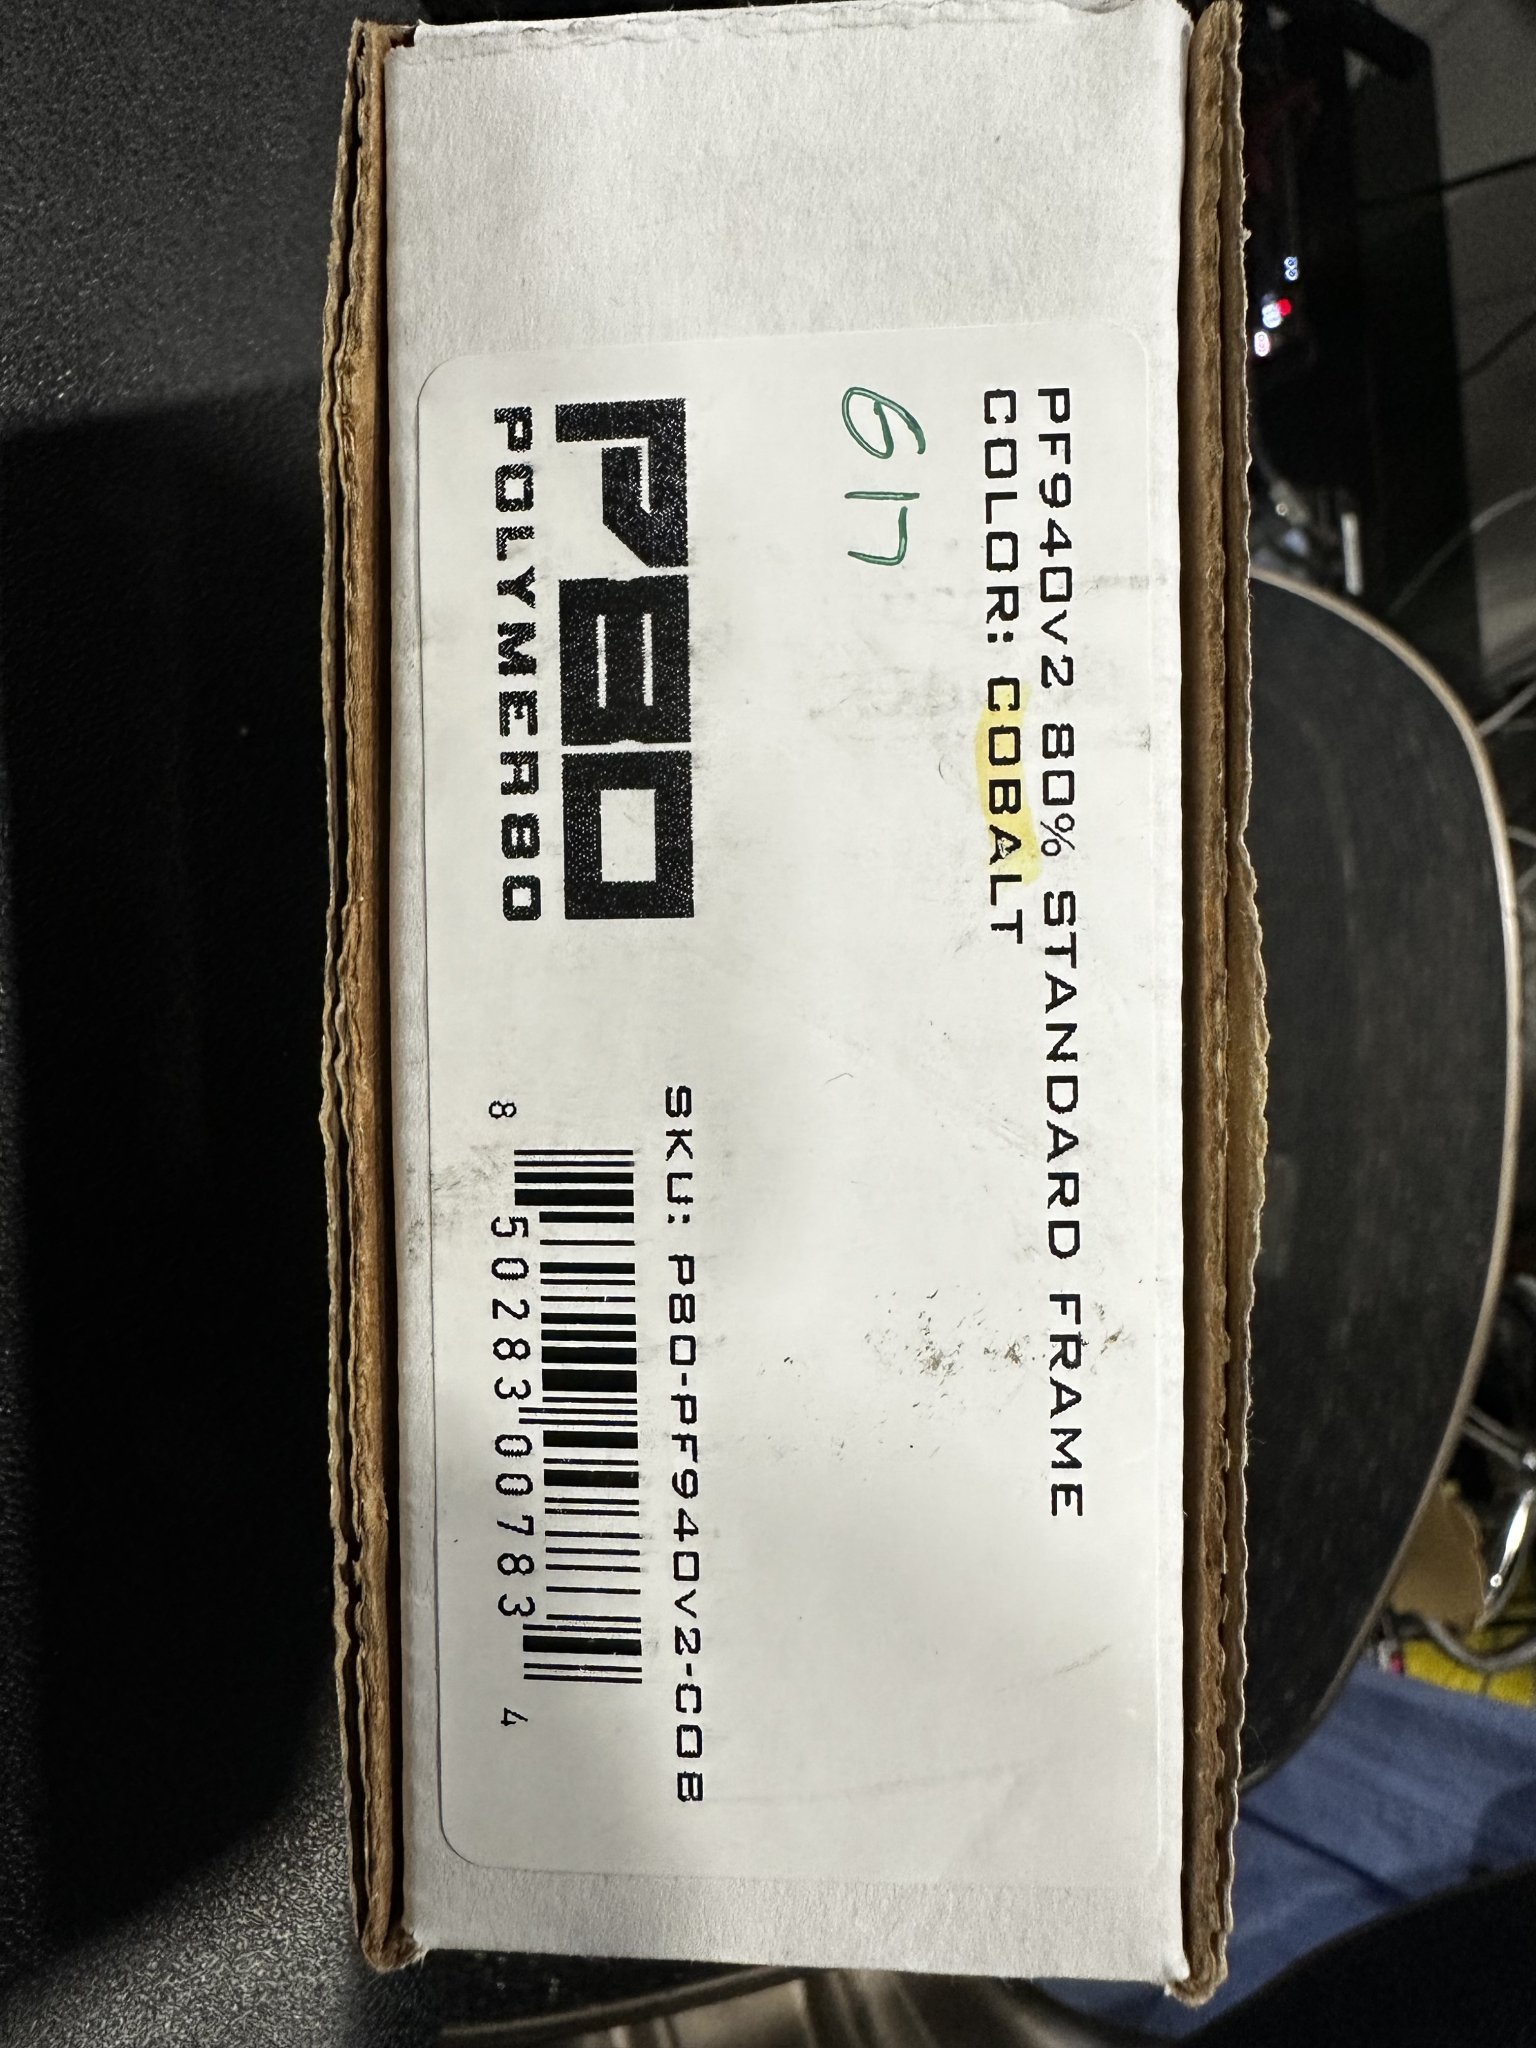 PF940v2 80% STANDARD FRAME
COLOR: COBALT
617
SKU: P80-PF940v2-COB
P80
POLYMER80
8 50283 00783 4